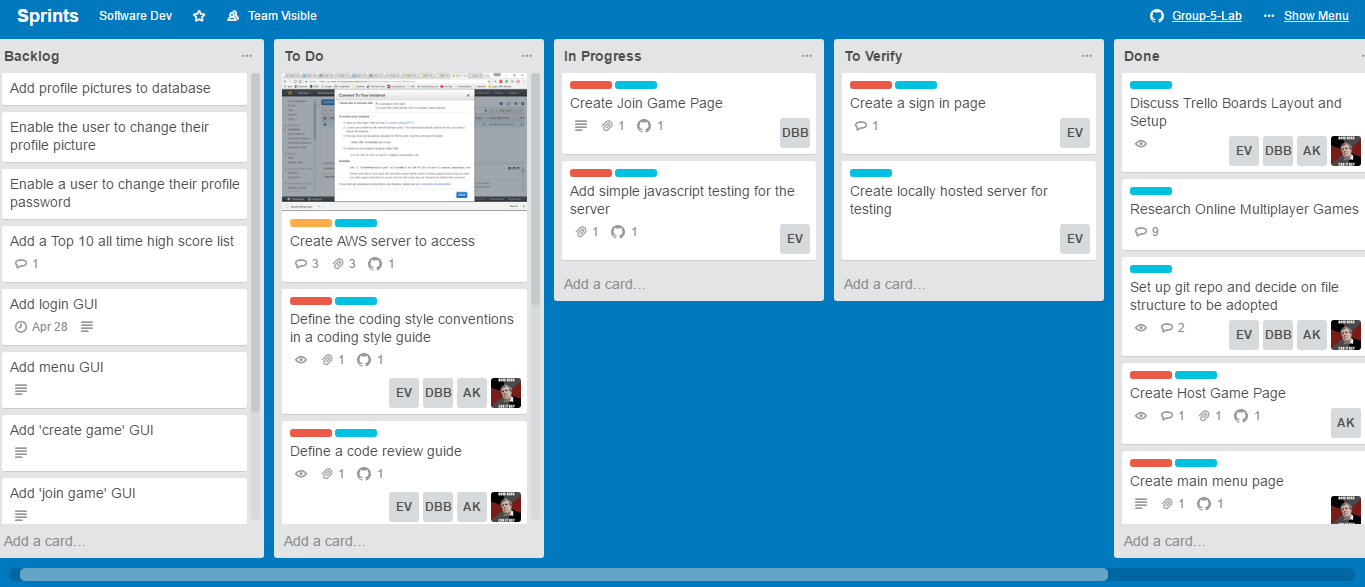 Sprints Software Dev Team Visible Group-5-Lab ··· Show Menu
Backlog ···
Add profile pictures to database
Enable the user to change their
profile picture
Enable a user to change their profile
password
Add a Top 10 all time high score list
1
Add login GUI
Apr 28
Add menu GUI
Add 'create game' GUI
Add 'join game' GUI
Add a card…
To Do ···
Connect To Your Instance
Create AWS server to access
3 3 1
Define the coding style conventions
in a coding style guide
1 1
EV DBB AK
Define a code review guide
1 1
EV DBB AK
Add a card…
In Progress ···
Create Join Game Page
1 1
DBB
Add simple javascript testing for the
server
1 1
EV
Add a card…
To Verify ···
Create a sign in page
1
EV
Create locally hosted server for
testing
EV
Add a card…
Done
Discuss Trello Boards Layout and
Setup
EV DBB AK
Research Online Multiplayer Games
9
Set up git repo and decide on file
structure to be adopted
2
EV DBB AK
Create Host Game Page
1 1 1
AK
Create main menu page
1 1
Add a card…